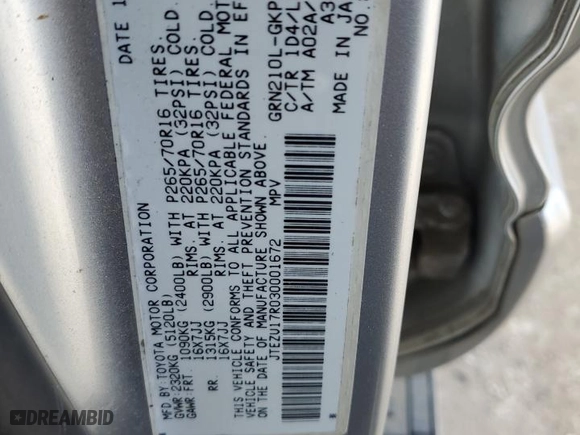 DATE 1
MFD. BY: TOYOTA MOTOR CORPORATION
GVWR 2320KG (5120LB)
GAWR FRT. 1090KG (2400LB) WITH P265/70R16 TIRES.
16X7JJ RIMS. AT 220KPA (32PSI) COLD.
RR. 1315KG (2900LB) WITH P265/70R16 TIRES.
16X7JJ RIMS. AT 220KPA (32PSI) COLD.
THIS VEHICLE CONFORMS TO ALL APPLICABLE FEDERAL MOT
VEHICLE SAFETY AND THEFT PREVENTION STANDARDS IN EF
ON THE DATE OF MANUFACTURE SHOWN ABOVE.
JTEZU17R030001672 MPV
GRN210L-GKP
C/TR 1D4/L
A/TM A02A/
A3
MADE IN JA
NO.
DREAMBID